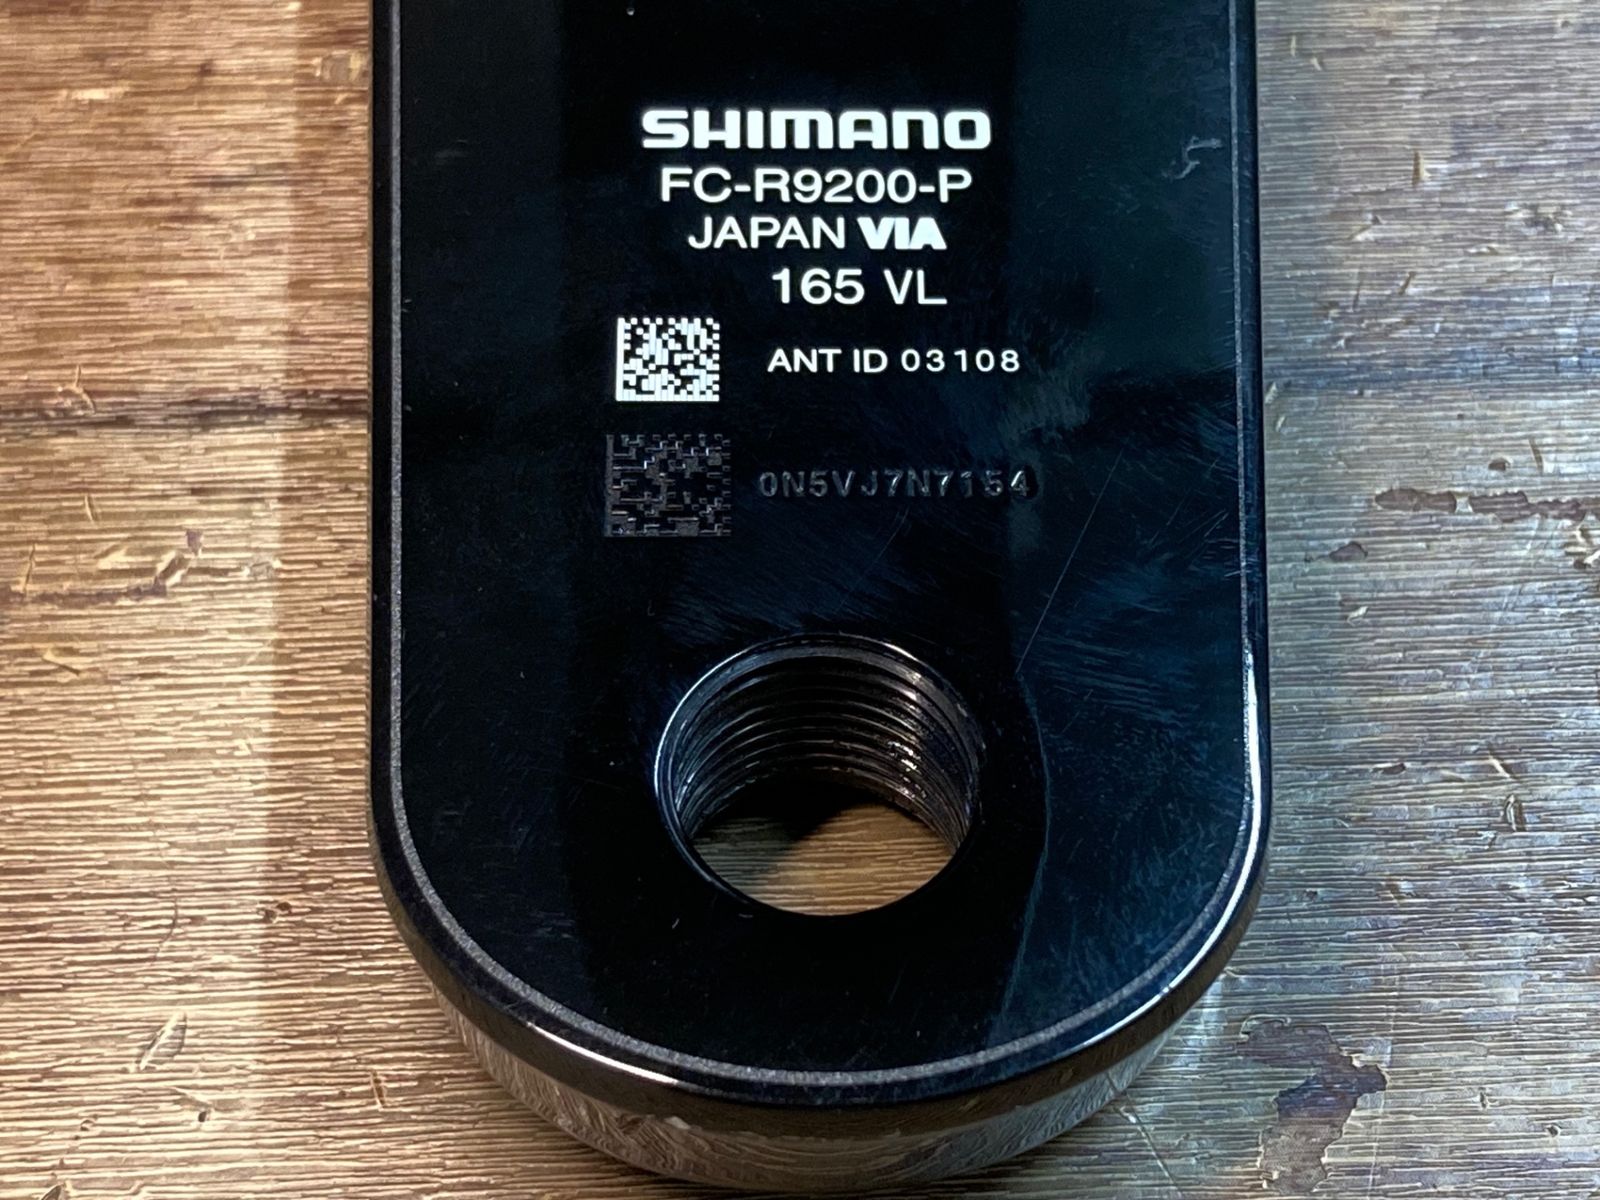 SHIMANO
FC-R9200-P
JAPAN VIA
165 VL
ANT ID 03108
0N5VJ7N7154